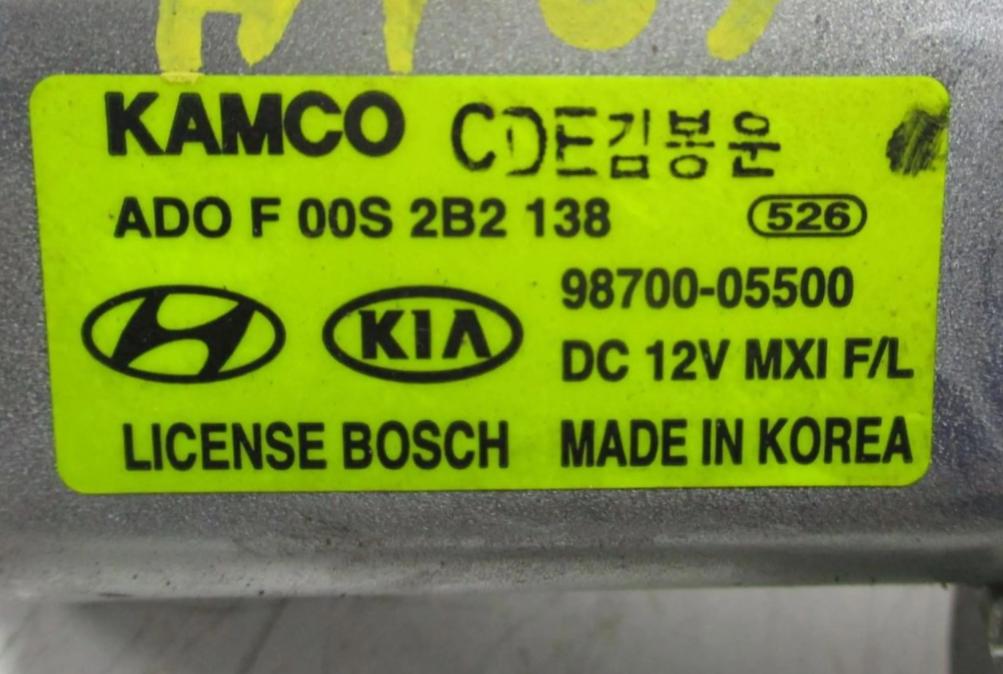 KAMCO CDE김봉운
ADO F 00S 2B2 138 526
98700-05500
KIA
DC 12V MXI F/L
LICENSE BOSCH MADE IN KOREA